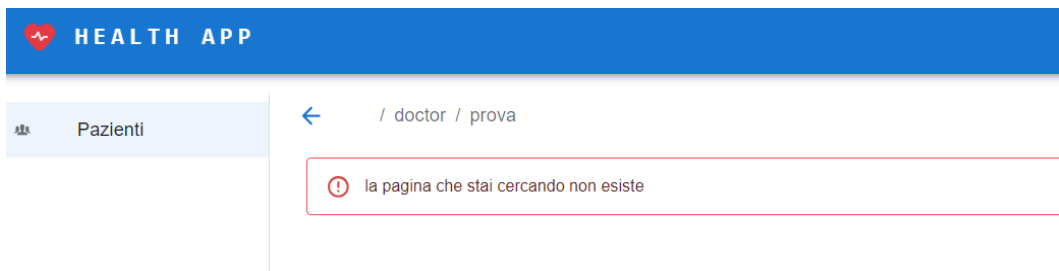 HEALTH APP
Pazienti
/ doctor / prova
la pagina che stai cercando non esiste